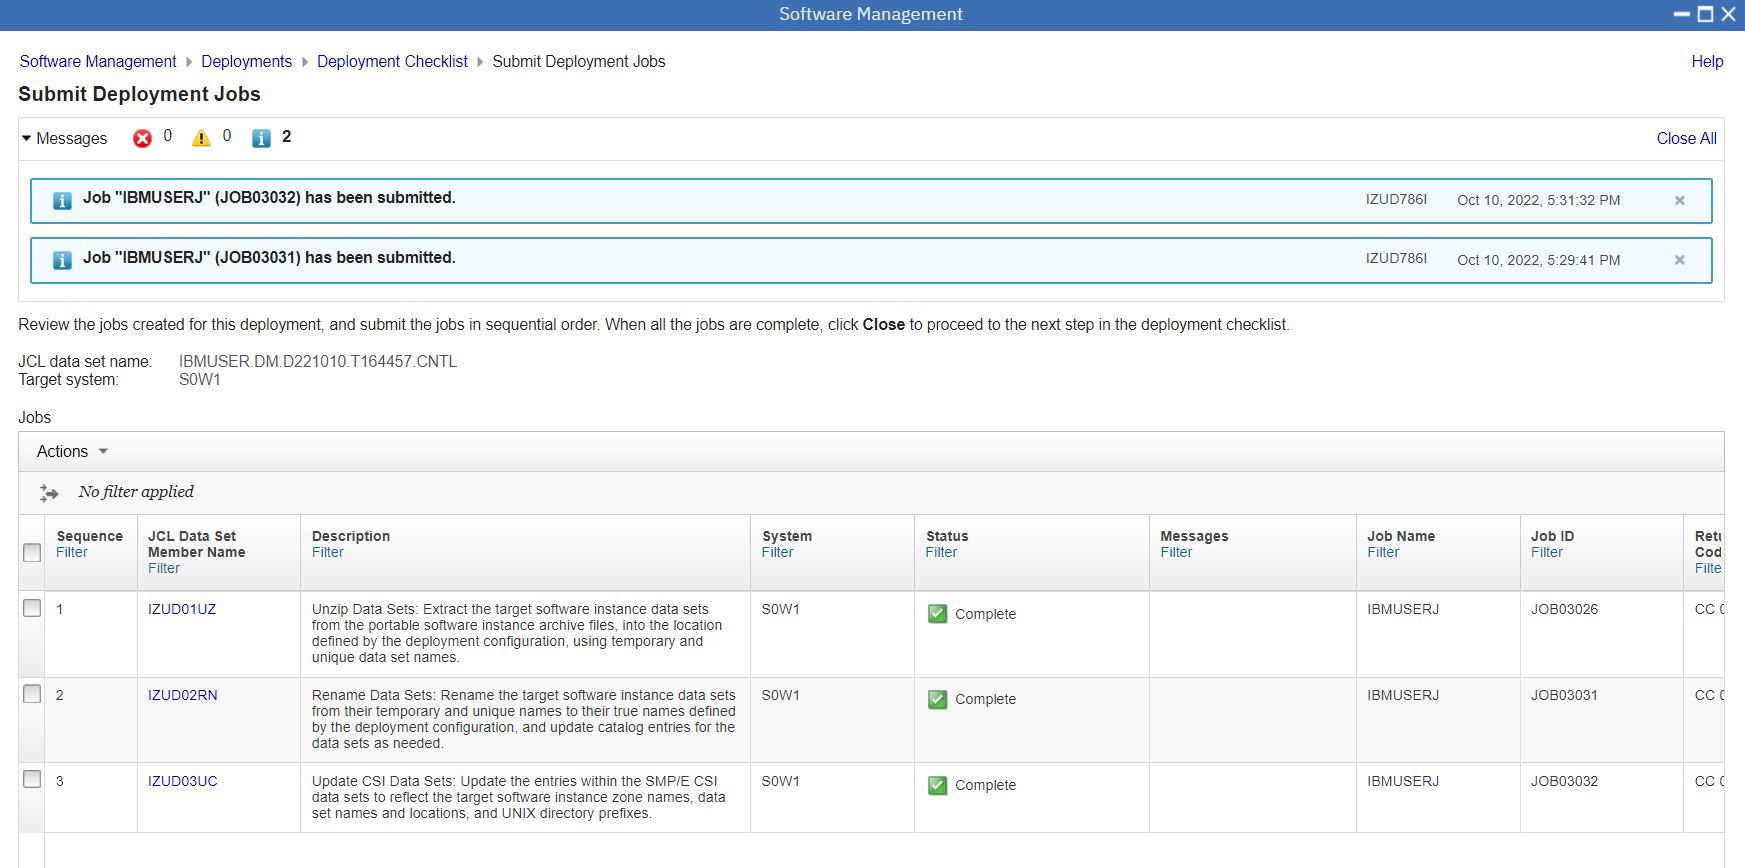 Software Management
Software Management Deployments Deployment Checklist Submit Deployment Jobs Help
Submit Deployment Jobs
Messages 0 0 2 Close All
Job "IBMUSERJ" (JOB03032) has been submitted. IZUD786I Oct 10, 2022, 5:31:32 PM
Job "IBMUSERJ" (JOB03031) has been submitted. IZUD786I Oct 10, 2022, 5:29:41 PM
Review the jobs created for this deployment, and submit the jobs in sequential order. When all the jobs are complete, click Close to proceed to the next step in the deployment checklist.
JCL data set name: IBMUSER.DM.D221010.T164457.CNTL
Target system: S0W1
Jobs
Actions
No filter applied
Sequence
Filter
JCL Data Set
Member Name
Filter
Description
Filter
System
Filter
Status
Filter
Messages
Filter
Job Name
Filter
Job ID
Filter
1
IZUD01UZ
Unzip Data Sets: Extract the target software instance data sets
from the portable software instance archive files, into the location
defined by the deployment configuration, using temporary and
unique data set names.
S0W1
Complete
IBMUSERJ
JOB03026
CC
2
IZUD02RN
Rename Data Sets: Rename the target software instance data sets
from their temporary and unique names to their true names defined
by the deployment configuration, and update catalog entries for the
data sets as needed.
S0W1
Complete
IBMUSERJ
JOB03031
CC
3
IZUD03UC
Update CSI Data Sets: Update the entries within the SMP/E CSI
data sets to reflect the target software instance zone names, data
set names and locations, and UNIX directory prefixes.
S0W1
Complete
IBMUSERJ
JOB03032
CC